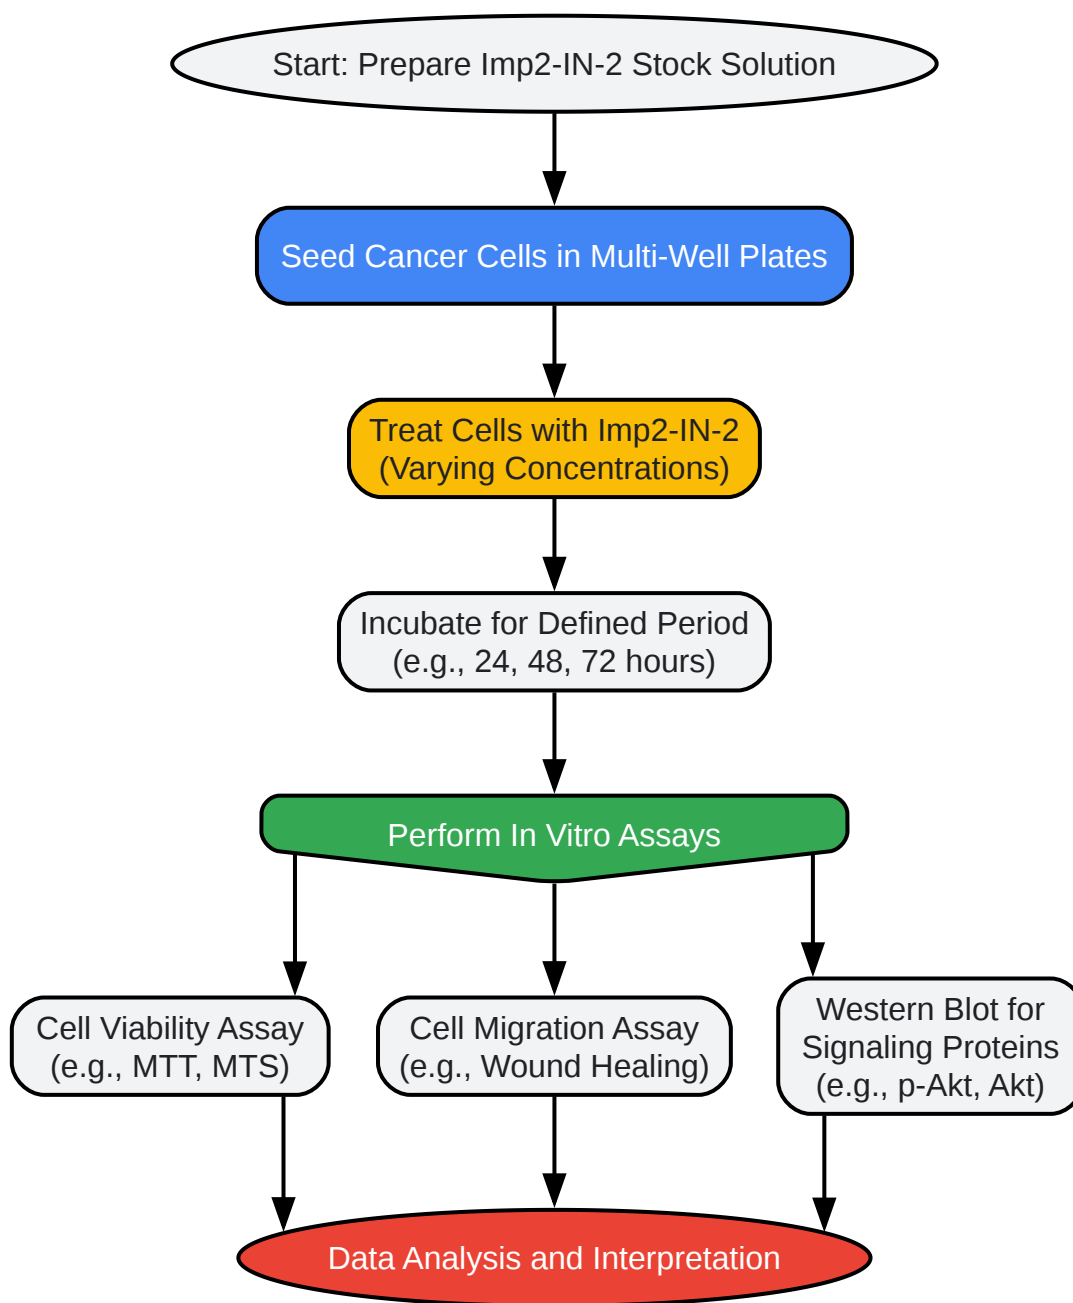 Start: Prepare Imp2-IN-2 Stock Solution
Seed Cancer Cells in Multi-Well Plates
Treat Cells with Imp2-IN-2
(Varying Concentrations)
Incubate for Defined Period
(e.g., 24, 48, 72 hours)
Perform In Vitro Assays
Cell Viability Assay
(e.g., MTT, MTS)
Cell Migration Assay
(e.g., Wound Healing)
Western Blot for
Signaling Proteins
(e.g., p-Akt, Akt)
Data Analysis and Interpretation